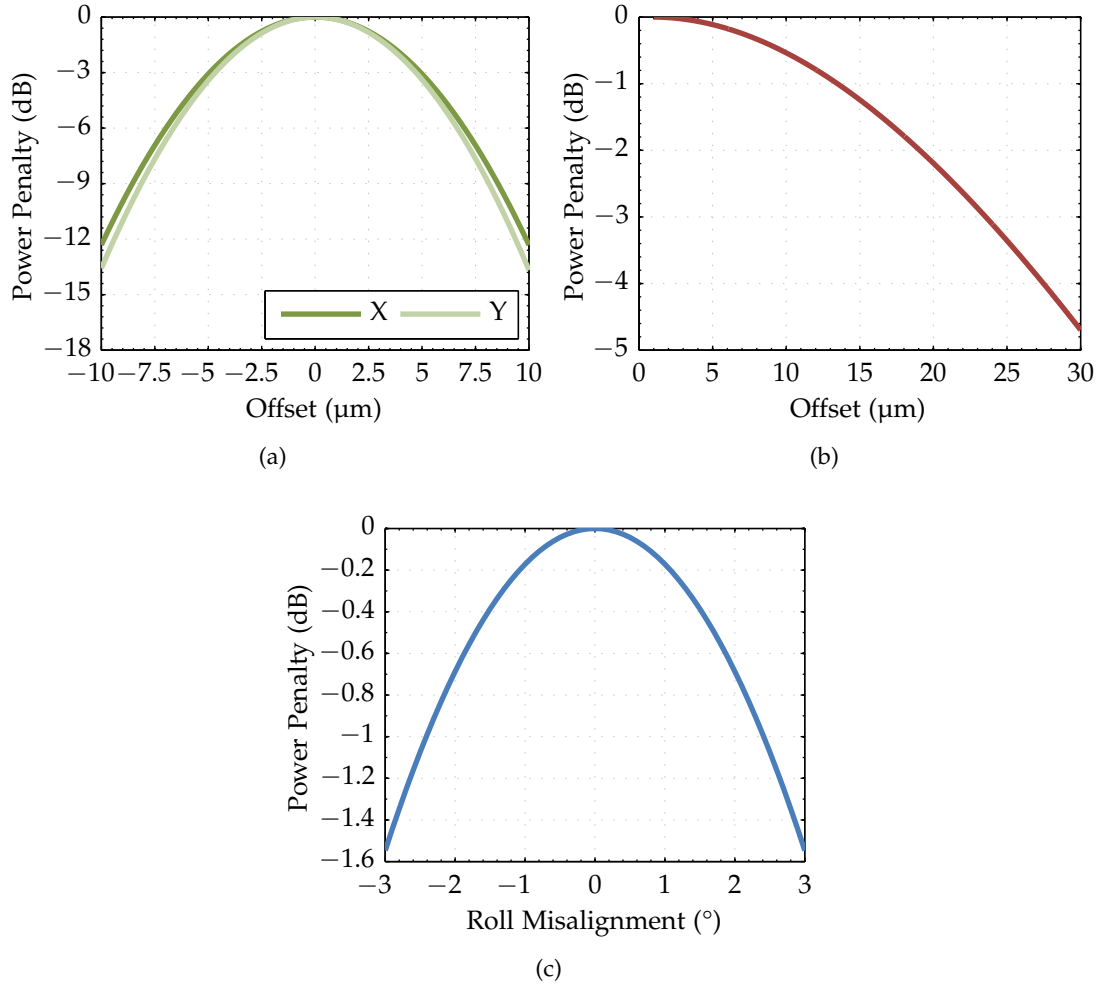 0
−3
−6
−9
−12
−15
−18
Power Penalty (dB)
X Y
−10 −7.5 −5 −2.5 0 2.5 5 7.5 10
Offset (µm)
(a)
0
−1
−2
−3
−4
−5
Power Penalty (dB)
0 5 10 15 20 25 30
Offset (µm)
(b)
0
−0.2
−0.4
−0.6
−0.8
−1
−1.2
−1.4
−1.6
Power Penalty (dB)
−3 −2 −1 0 1 2 3
Roll Misalignment (°)
(c)